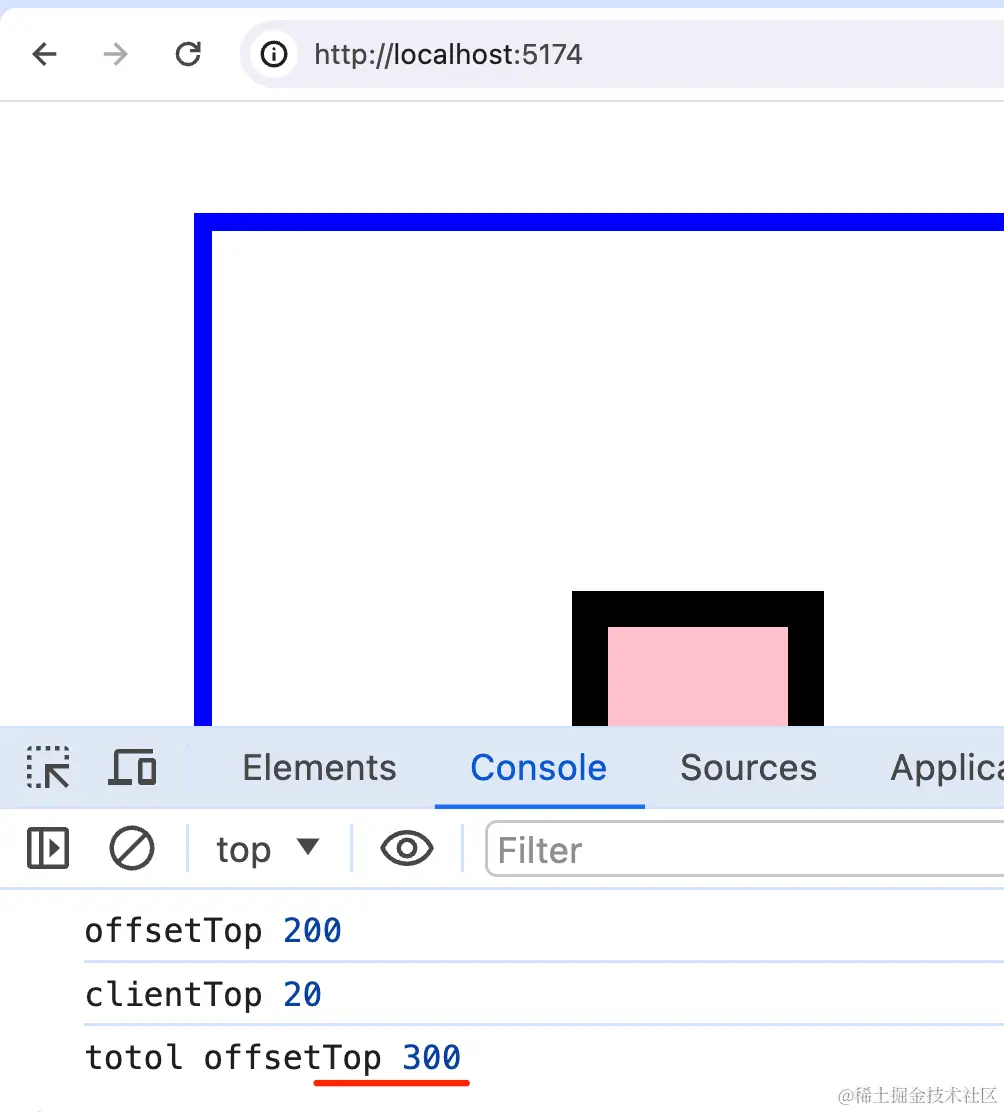 http://localhost:5174
Elements Console Sources Applica
top Filter
offsetTop 200
clientTop 20
totol offsetTop 300
@稀土掘金技术社区